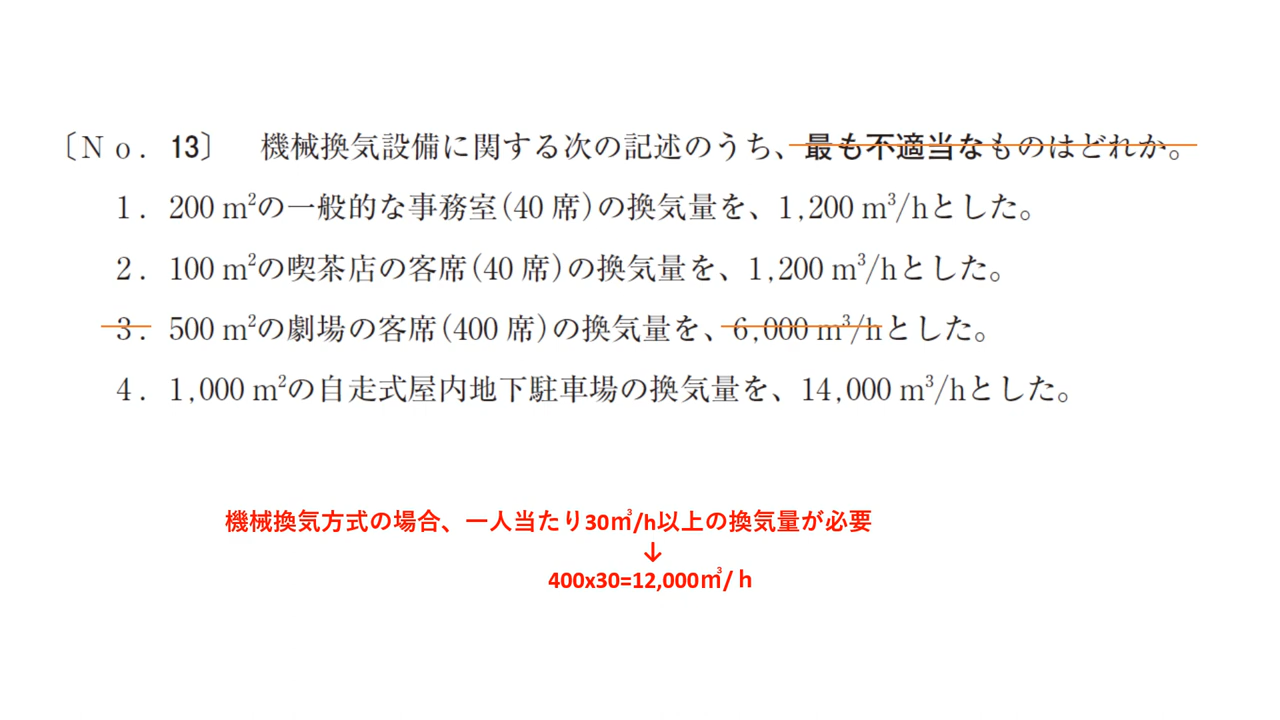 〔No. 13〕 機械換気設備に関する次の記述のうち、最も不適当なものはどれか。
1. 200 m²の一般的な事務室(40 席)の換気量を、1,200 m³/hとした。
2. 100 m²の喫茶店の客席(40 席)の換気量を、1,200 m³/hとした。
3. 500 m²の劇場の客席(400 席)の換気量を、6,000 m³/hとした。
4. 1,000 m²の自走式屋内地下駐車場の換気量を、14,000 m³/hとした。
機械換気方式の場合、一人当たり30㎥/h以上の換気量が必要
↓
400x30=12,000㎥/ｈ